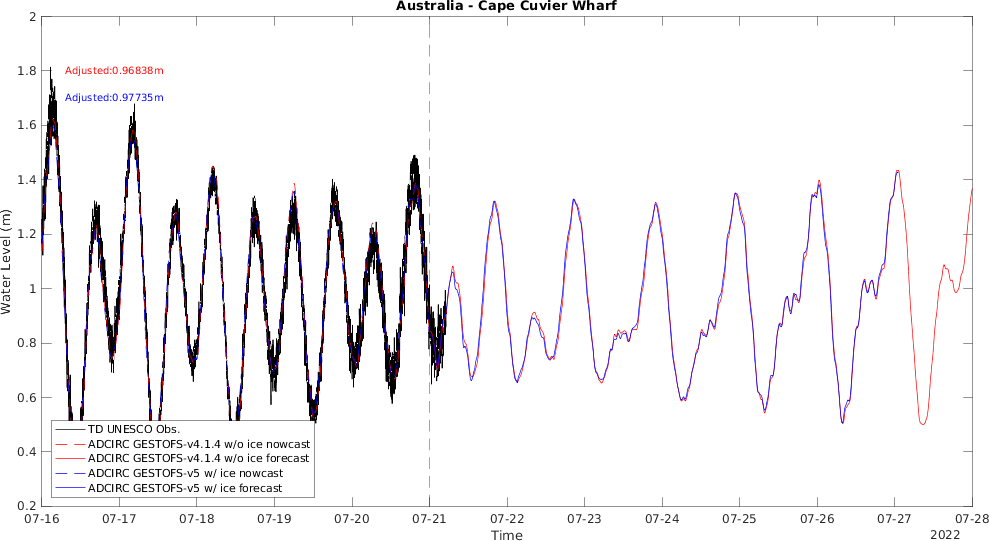 Australia - Cape Cuvier Wharf
2
1.8
1.6
1.4
1.2
1
0.8
0.6
0.4
0.2
Water Level (m)
Adjusted:0.96838m
Adjusted:0.97735m
TD UNESCO Obs.
ADCIRC GESTOFS-v4.1.4 w/o ice nowcast
ADCIRC GESTOFS-v4.1.4 w/o ice forecast
ADCIRC GESTOFS-v5 w/ ice nowcast
ADCIRC GESTOFS-v5 w/ ice forecast
07-16 07-17 07-18 07-19 07-20 07-21 07-22 07-23 07-24 07-25 07-26 07-27 07-28
Time
2022